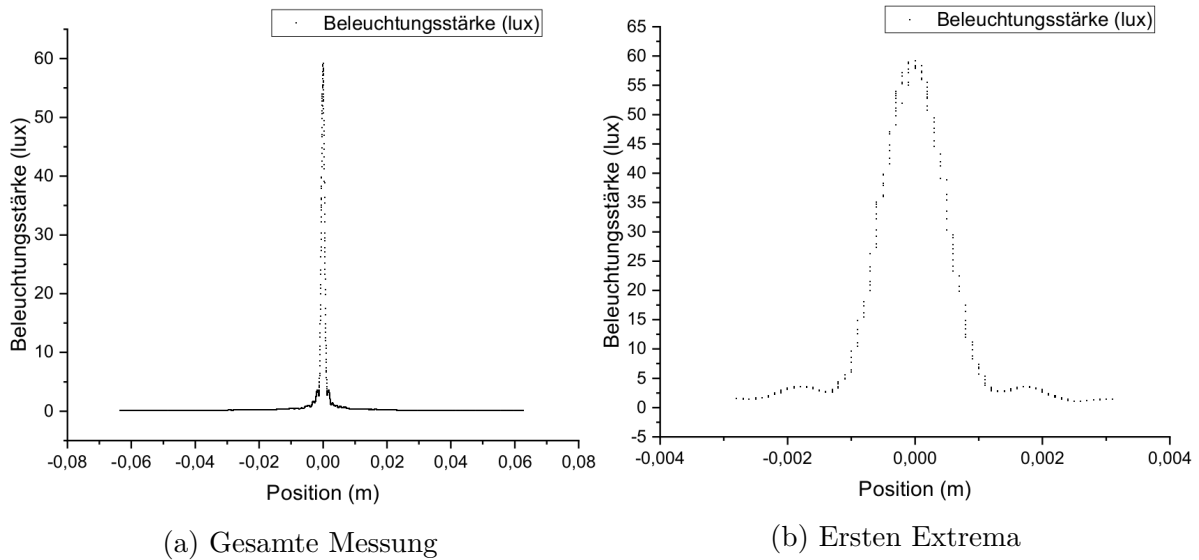 Beleuchtungsstärke (lux)
60
50
40
30
20
10
0
Beleuchtungsstärke (lux)
-0,08 -0,06 -0,04 -0,02 0,00 0,02 0,04 0,06 0,08
Position (m)
(a) Gesamte Messung
Beleuchtungsstärke (lux)
65
60
55
50
45
40
35
30
25
20
15
10
5
0
-5
Beleuchtungsstärke (lux)
-0,004 -0,002 0,000 0,002 0,004
Position (m)
(b) Ersten Extrema